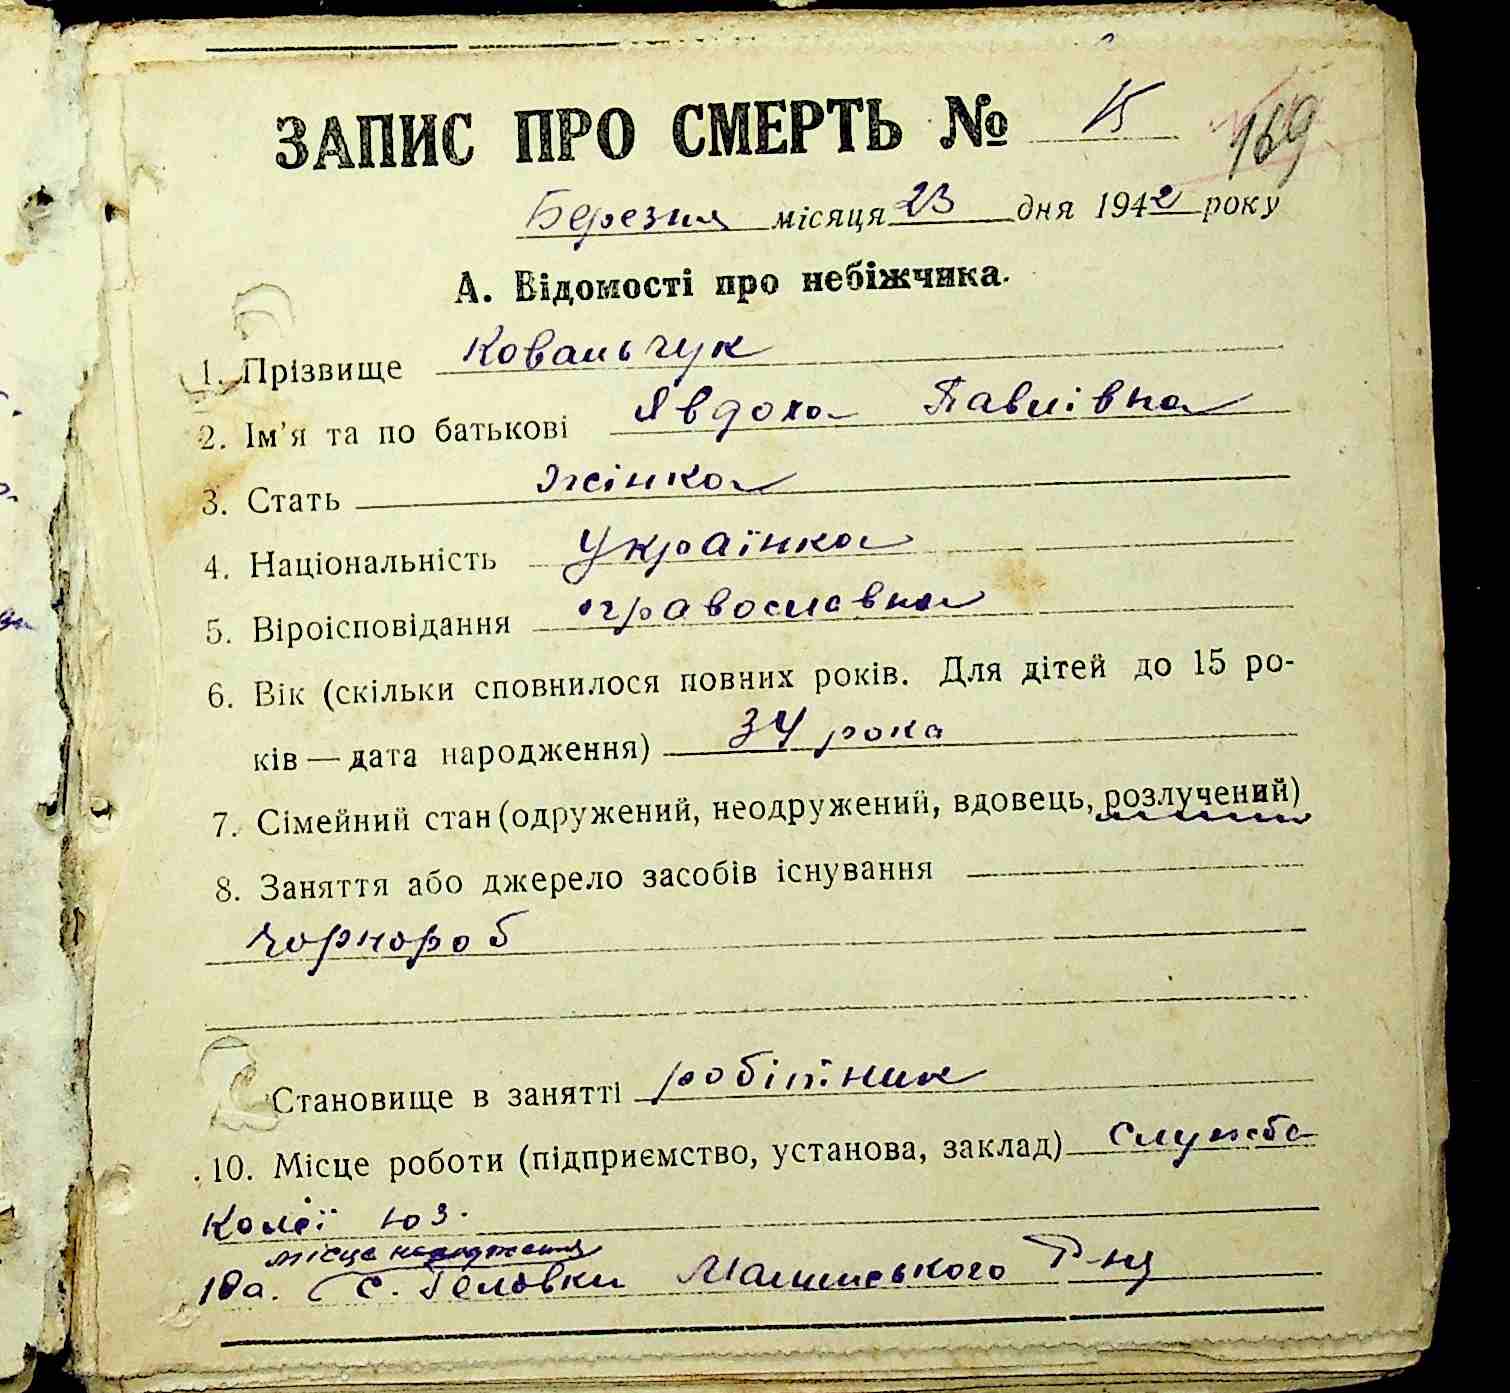 ЗАПИС ПРО СМЕРТЬ № 15 169
Березня місяця 23 дня 1942 року
А. Відомості про небіжчика.
1. Прізвище Ковальчук
2. Ім'я та по батькові Явдоха Павлівна
3. Стать жінка
4. Національність Українка
5. Віроісповідання православна
6. Вік (скільки сповнилося повних років. Для дітей до 15 ро-
ків — дата народження) 34 рока
7. Сімейний стан (одружений, неодружений, вдовець, розлучений)
8. Заняття або джерело засобів існування
чорнороб
Становище в занятті робітник
10. Місце роботи (підприємство, установа, заклад) Служба
Колеї ЮЗ.
місце народження
10а. С. Головки Малинського Р-ну